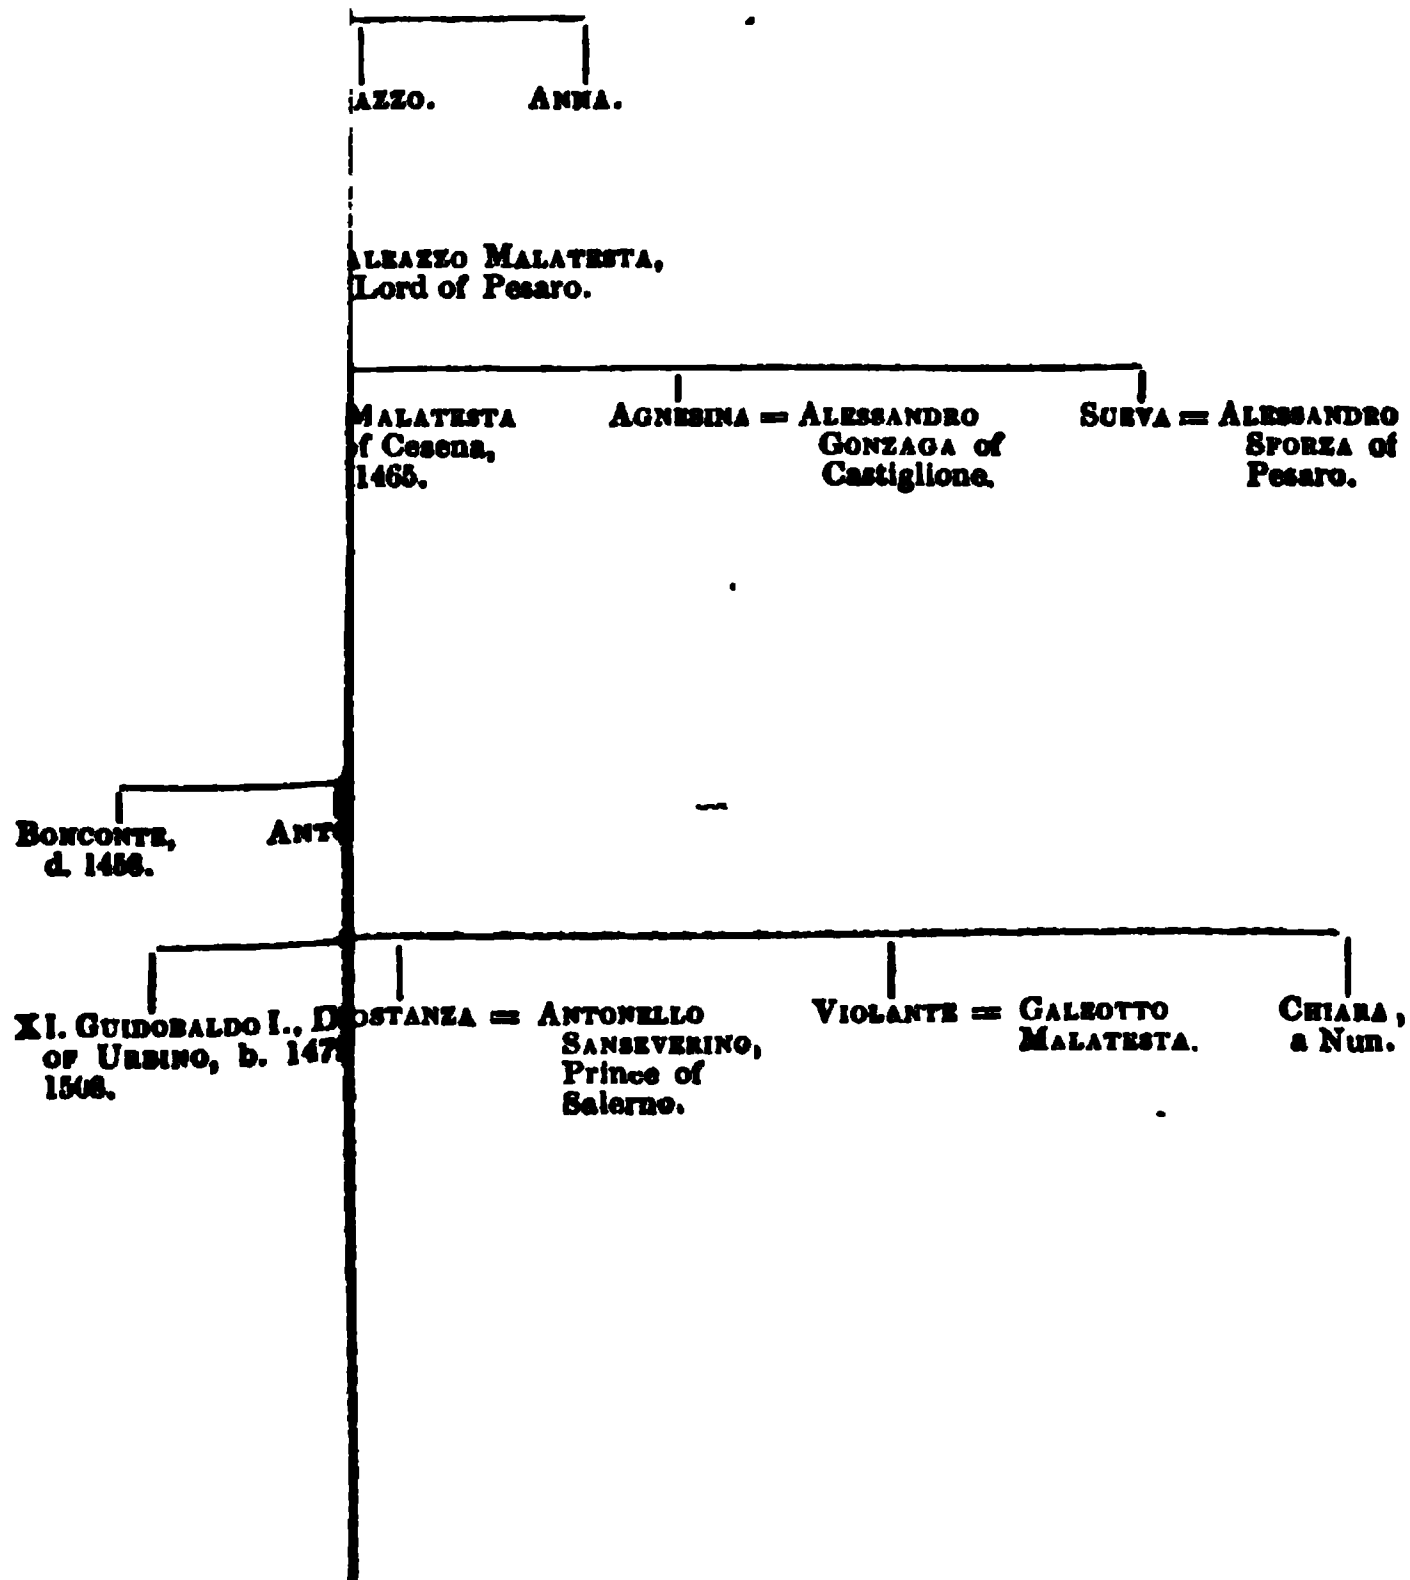 AZZO. ANNA.
ALEAZZO MALATESTA,
Lord of Pesaro.
MALATESTA AGNESINA = ALESSANDRO SUEVA = ALESSANDRO
of Cesena, GONZAGA of SFORZA of
1465. Castiglione. Pesaro.
BONCONTE, ANTO
d. 1458.
XI. GUIDOBALDO I., D OSTANZA = ANTONELLO VIOLANTE = GALEOTTO CHIARA,
OF URBINO, b. 147 SANSEVERINO, MALATESTA. a Nun.
1508. Prince of
Salerno.